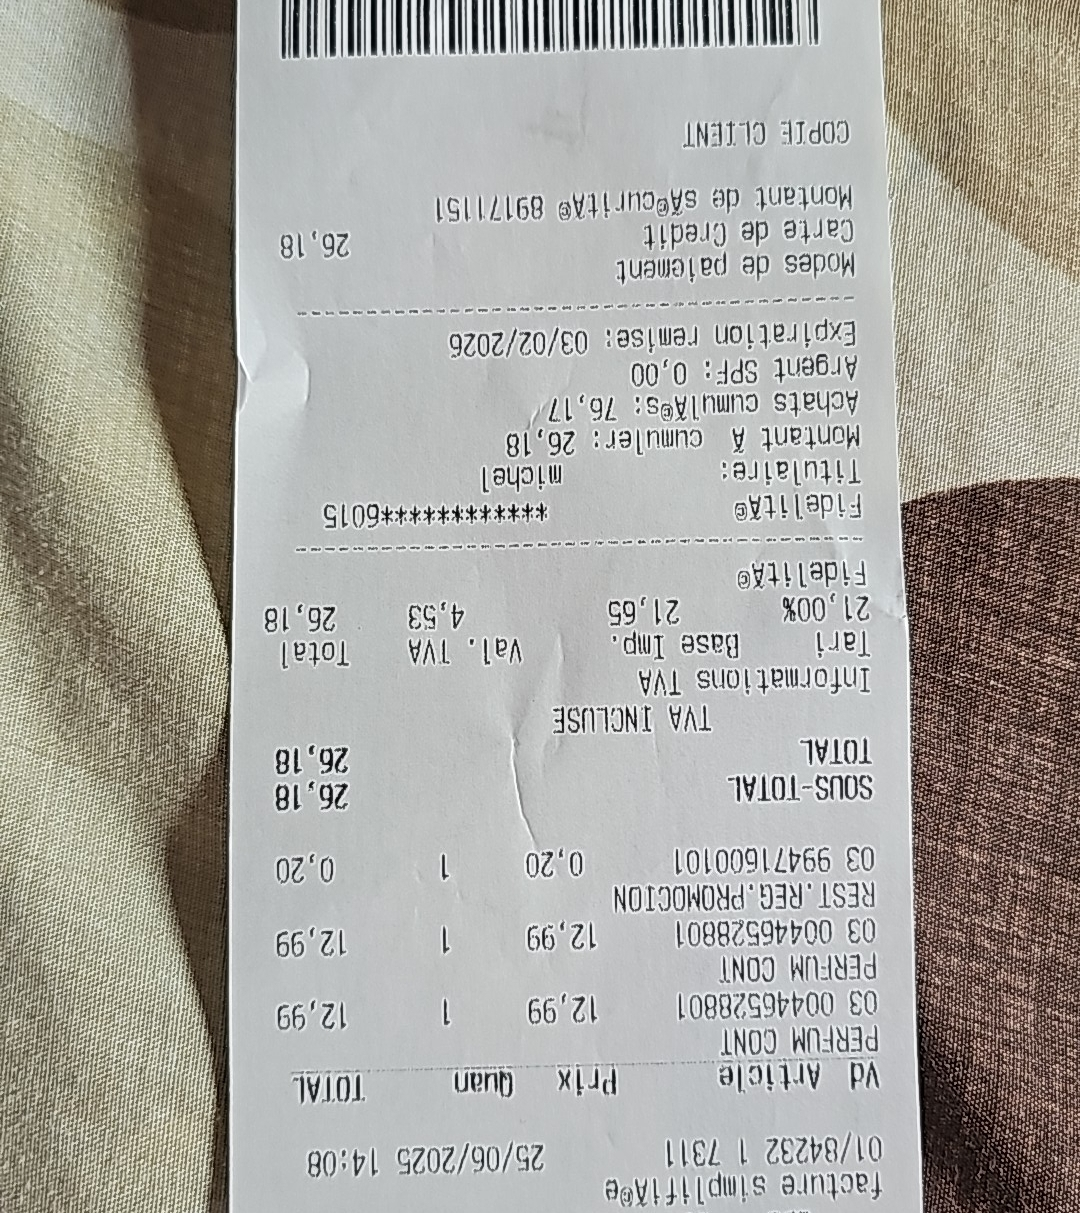 facture simplifiÃ©e
01/84232 1 7311 25/06/2025 14:08
Vd Article Prix Quan TOTAL
PERFUM CONT
03 00446528801 12,99 1 12,99
PERFUM CONT
03 00446528801 12,99 1 12,99
REST.REG.PROMOCION
03 99471600101 0,20 1 0,20
SOUS-TOTAL 26,18
TOTAL 26,18
TVA INCLUSE
Informations TVA
Tari Base Imp. Val. TVA Total
21,00% 21,65 4,53 26,18
FidelitÃ©
FidelitÃ© ************6015
Titulaire: michel
Montant Ã cumuler: 26,18
Achats cumulÃ©s: 76,17
Argent SPF: 0,00
Expiration remise: 03/02/2026
Modes de paiement
Carte de Credit 26,18
Montant de sÃ©curitÃ© 89171151
COPIE CLIENT